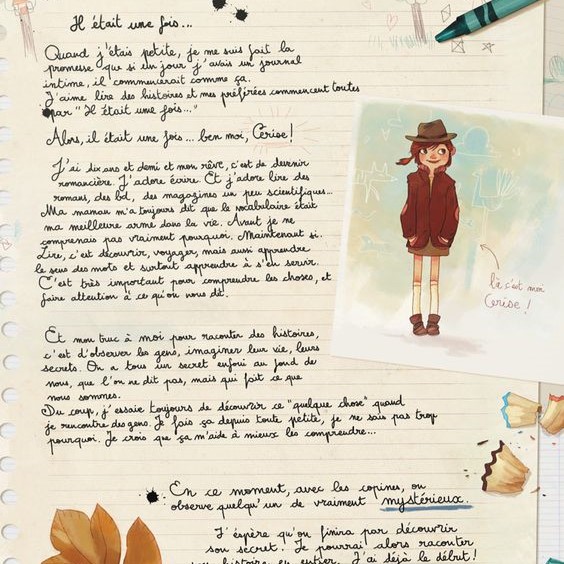 Il était une fois...
Quand j'étais petite, je me suis fait la
promesse que si un jour j'avais un journal
intime, il commencerait comme ça.
J'aime lire des histoires et mes préférées commencent toutes
par "Il était une fois..."
Alors, il était une fois ... ben moi, Cerise!
J'ai dix ans et demi et mon rêve, c'est de devenir
romancière. J'adore écrire Et j'adore lire des
romans, des bd, des magazines un peu scientifiques...
Ma maman m'a toujours dit que le vocabulaire était
ma meilleure arme dans la vie. Avant je ne
comprenais pas vraiment pourquoi. Maintenant si.
Lire, c'est découvrir, voyager, mais aussi apprendre
le sens des mots et surtout apprendre à s'en servir.
C'est très important pour comprendre les choses, et
faire attention à ce qu'on nous dit.
là c'est moi
Cerise!
Et mon truc à moi pour raconter des histoires,
c'est d'observer les gens, imaginer leur vie, leurs
secrets. On a tous un secret enfoui au fond de
nous, que l'on ne dit pas, mais qui fait ce que
nous sommes.
Du coup, j'essaie toujours de découvrir ce "quelque chose" quand
je rencontre des gens. Je fais ça depuis toute petite, je ne sais pas trop
pourquoi. Je crois que ça m'aide à mieux les comprendre...
En ce moment, avec les copines, on
observe quelqu'un de vraiment mystérieux.
J'espère qu'on finira par découvrir
son secret. Je pourrai alors raconter
histoire en entier. J'ai déjà le début!